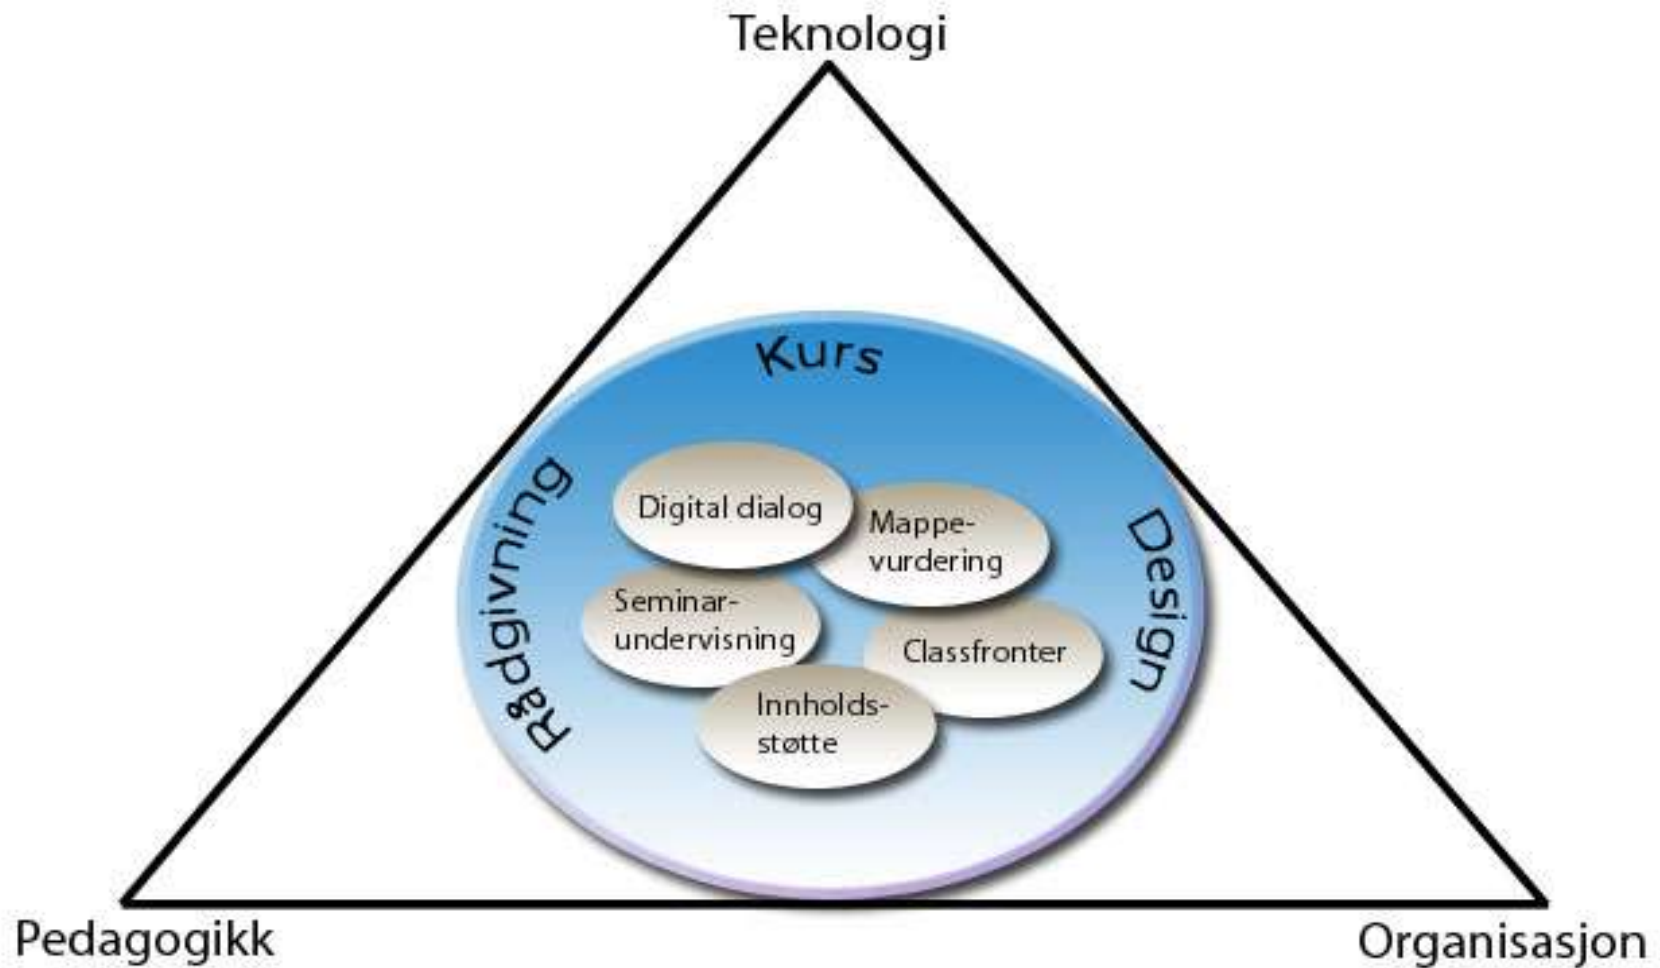 Teknologi
Kurs
Rådgivning
Design
Digital dialog
Mappe-
vurdering
Seminar-
undervisning
Classfronter
Innholds-
støtte
Pedagogikk
Organisasjon